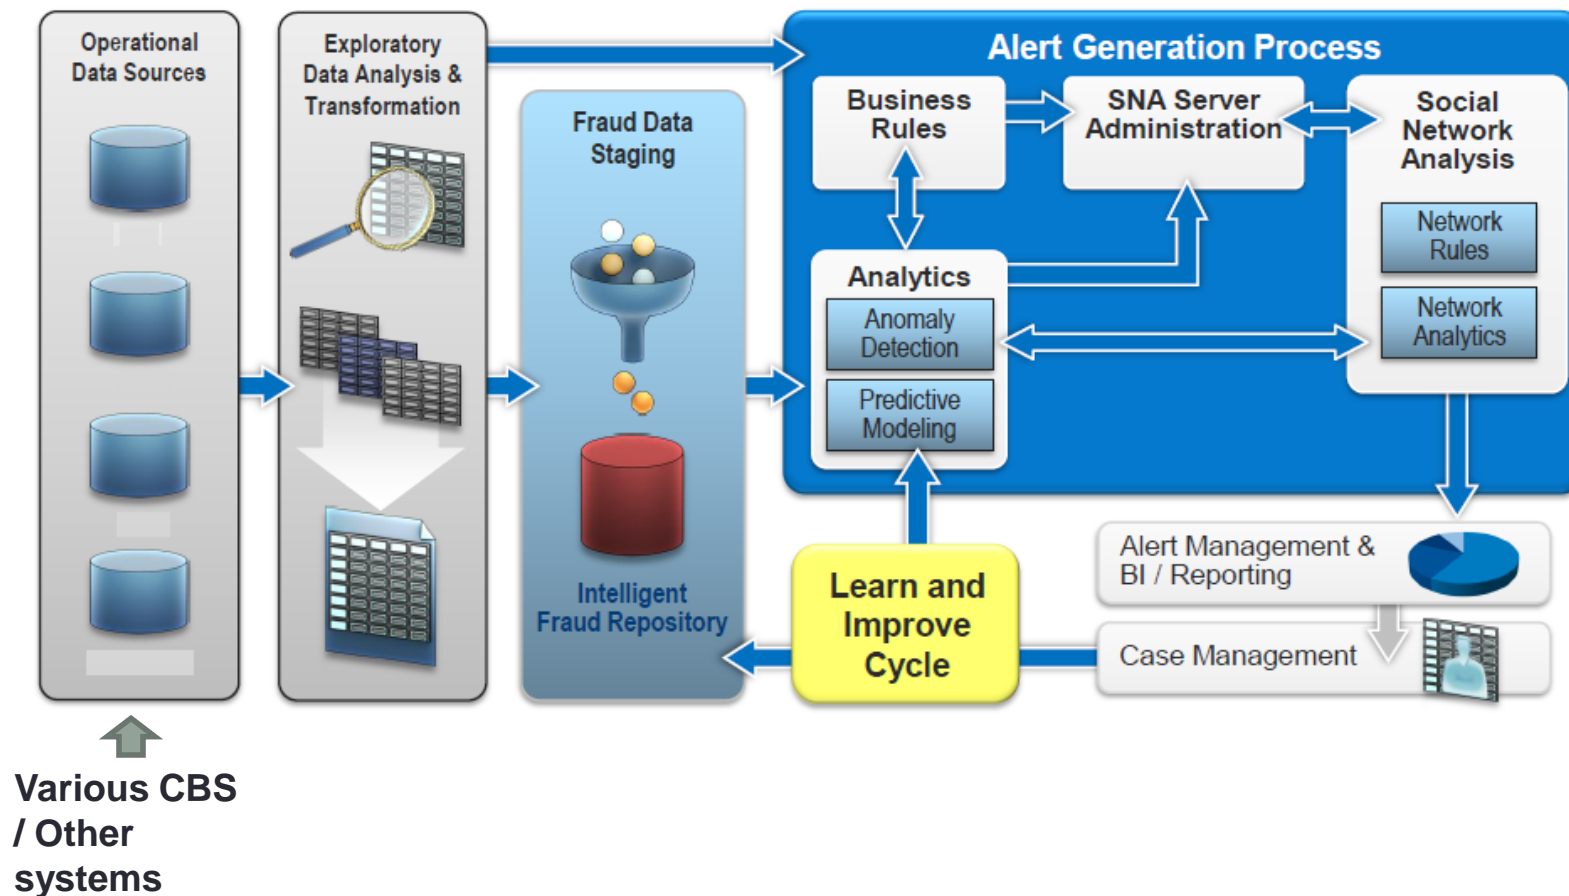 Operational
Data Sources
Exploratory
Data Analysis &
Transformation
Fraud Data
Staging
Intelligent
Fraud Repository
Alert Generation Process
Business
Rules
SNA Server
Administration
Social
Network
Analysis
Network
Rules
Network
Analytics
Analytics
Anomaly
Detection
Predictive
Modeling
Learn and
Improve
Cycle
Alert Management &
BI / Reporting
Case Management
Various CBS
/ Other
systems